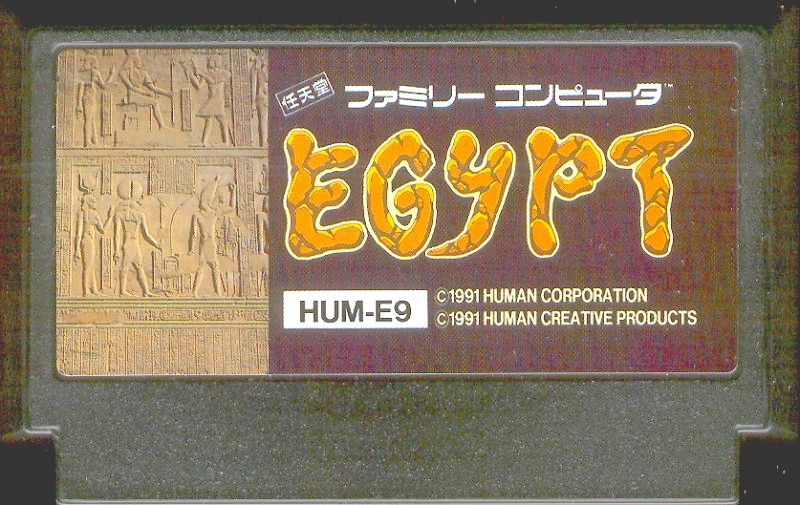 任天堂 ファミリー コンピュータ™
EGYPT
HUM-E9
©1991 HUMAN CORPORATION
©1991 HUMAN CREATIVE PRODUCTS